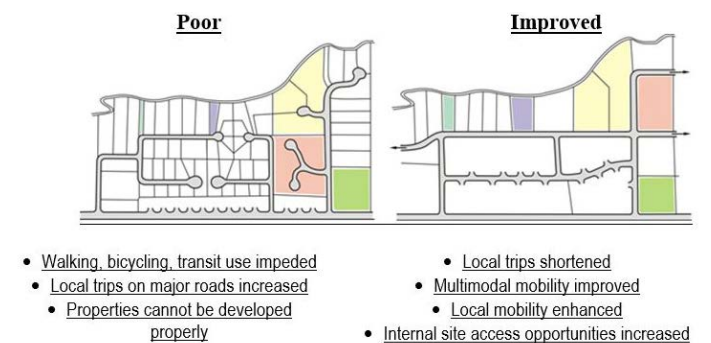 Poor
Improved
• Walking, bicycling, transit use impeded
• Local trips on major roads increased
• Properties cannot be developed
properly
• Local trips shortened
• Multimodal mobility improved
• Local mobility enhanced
• Internal site access opportunities increased